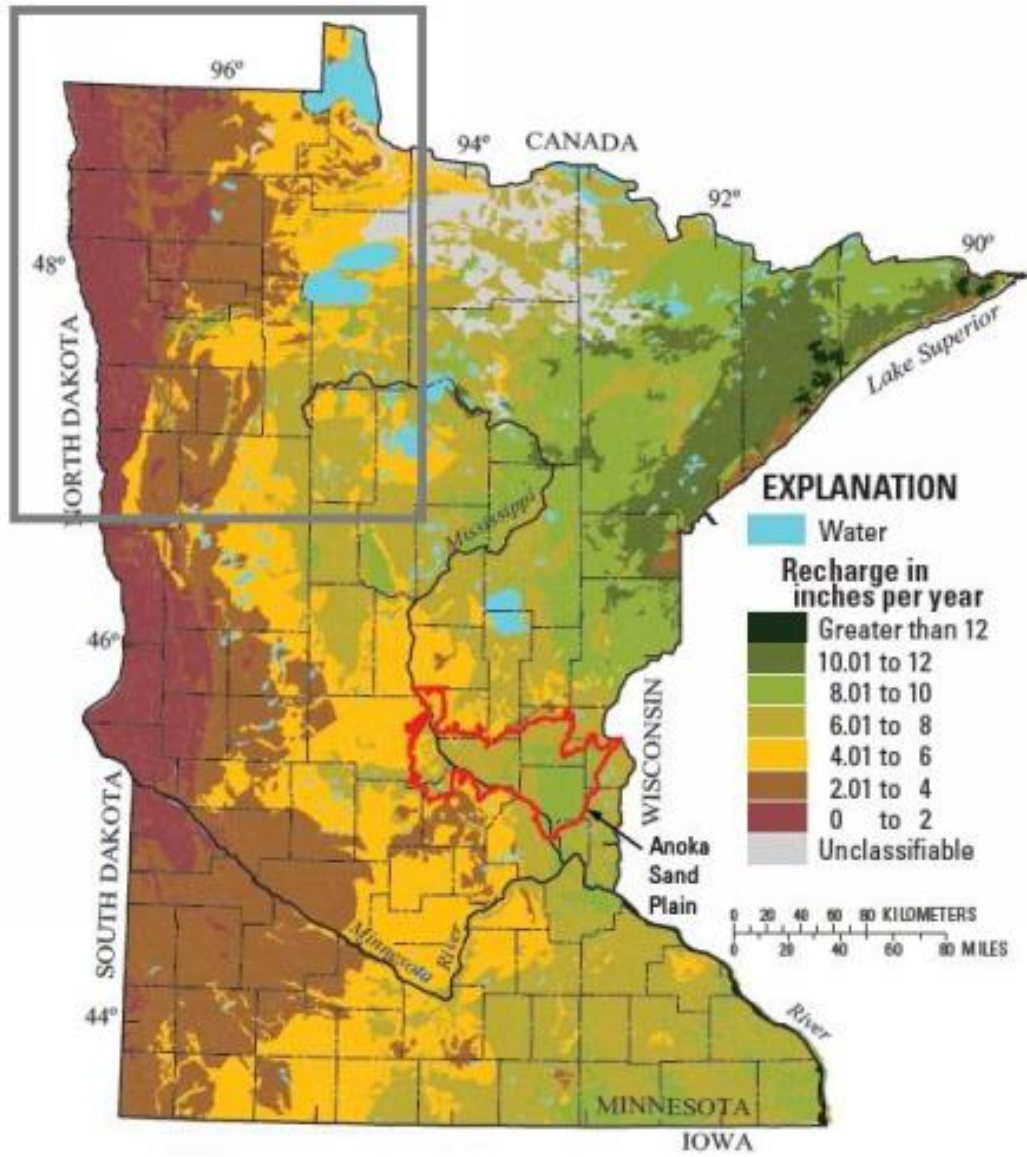 96°
94°
CANADA
92°
90°
48°
Lake Superior
NORTH DAKOTA
Mississippi
EXPLANATION
Water
Recharge in
inches per year
Greater than 12
10.01 to 12
8.01 to 10
6.01 to 8
4.01 to 6
2.01 to 4
0 to 2
Unclassifiable
46°
WISCONSIN
SOUTH DAKOTA
Anoka
Sand
Plain
0 20 40 60 80 KILOMETERS
0 20 40 60 80 MILES
Minnesota
River
River
44°
MINNESOTA
IOWA